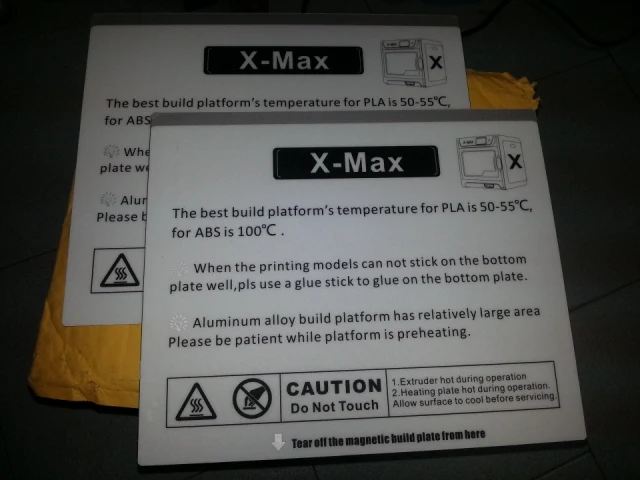 X-Max
X
The best build platform's temperature for PLA is 50-55℃,
for ABS
Whe
plate we
Alur
Please b
X-Max
X-MAX
X
The best build platform's temperature for PLA is 50-55℃,
for ABS is 100℃ .
When the printing models can not stick on the bottom
plate well,pls use a glue stick to glue on the bottom plate.
Aluminum alloy build platform has relatively large area
Please be patient while platform is preheating.
CAUTION
Do Not Touch
1.Extruder hot during operation
2.Heating plate hot during operation.
Allow surface to cool before servicing.
Tear off the magnetic build plate from here